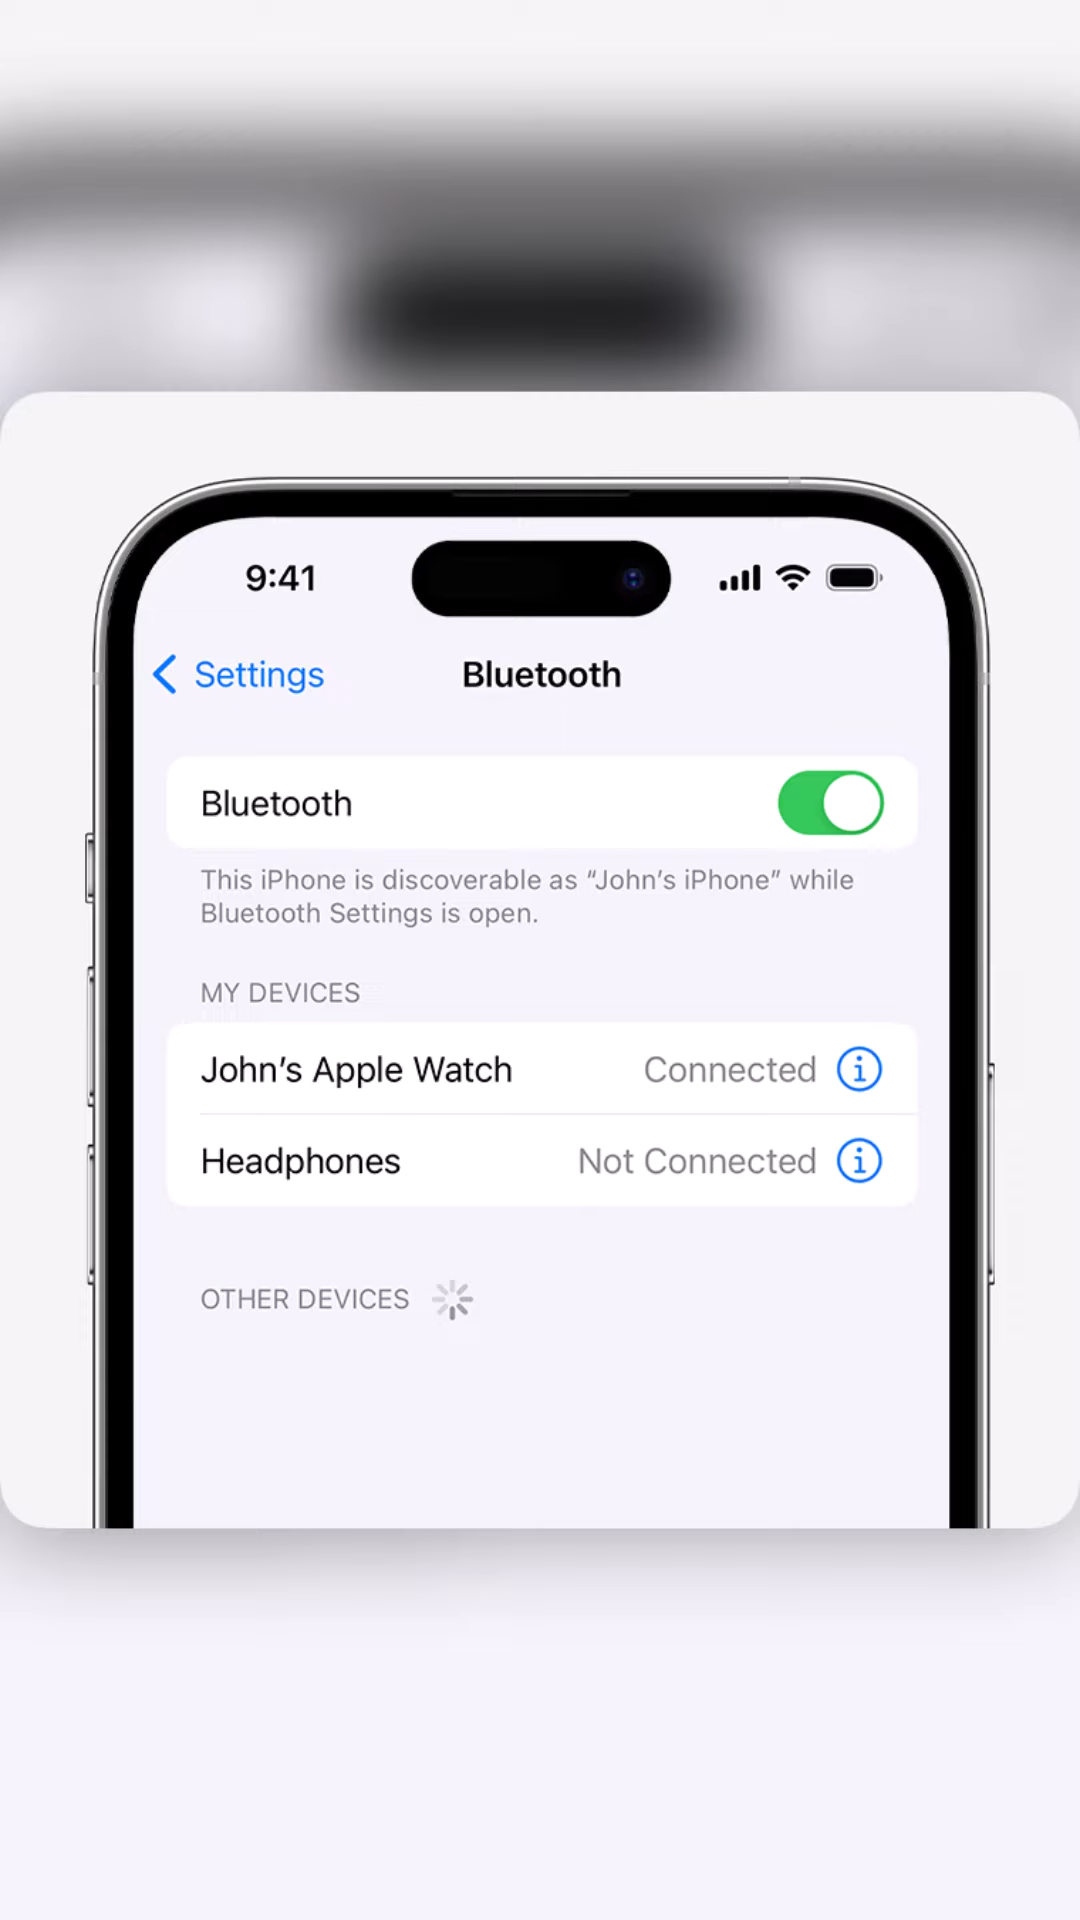 9:41
Settings
Bluetooth
Bluetooth
This iPhone is discoverable as “John’s iPhone” while
Bluetooth Settings is open.
MY DEVICES
John’s Apple Watch Connected
Headphones Not Connected
OTHER DEVICES